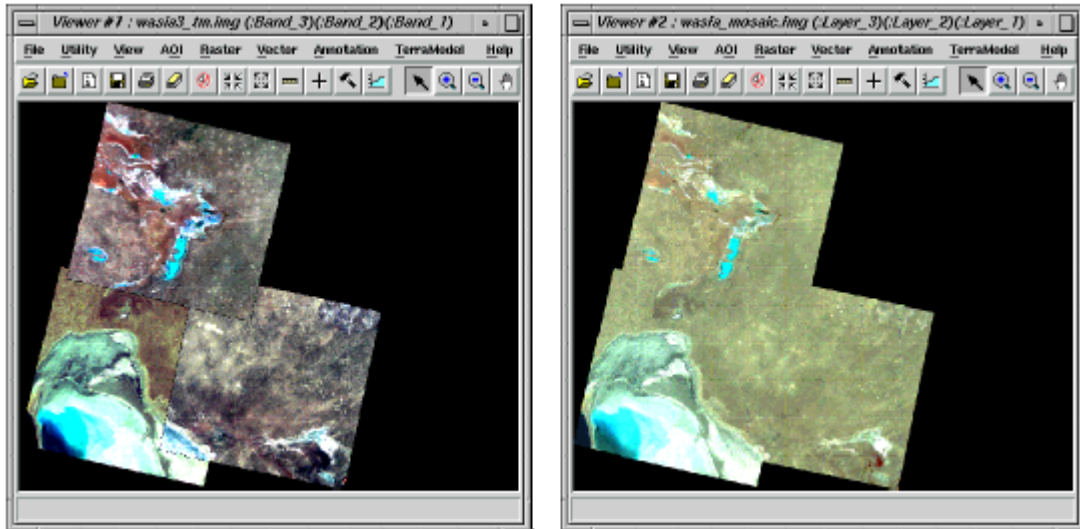 Viewer #1 : wasia3_tm.img (:Band_3)(:Band_2)(:Band_1)
File Utility View AOI Raster Vector Annotation TerraModel Help
Viewer #2 : wasia_mosaic.img (:Layer_3)(:Layer_2)(:Layer_1)
File Utility View AOI Raster Vector Annotation TerraModel Help